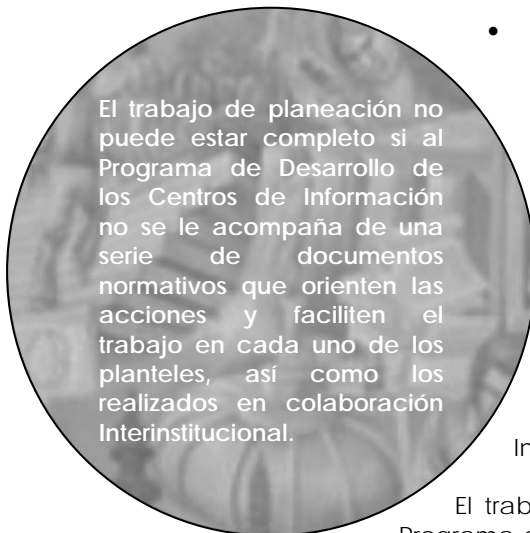 El trabajo de planeación no
puede estar completo si al
Programa de Desarrollo de
los Centros de Información
no se le acompaña de una
serie de documentos
normativos que orienten las
acciones y faciliten el
trabajo en cada uno de los
planteles, así como los
realizados en colaboración
Interinstitucional.
•
In
El trab